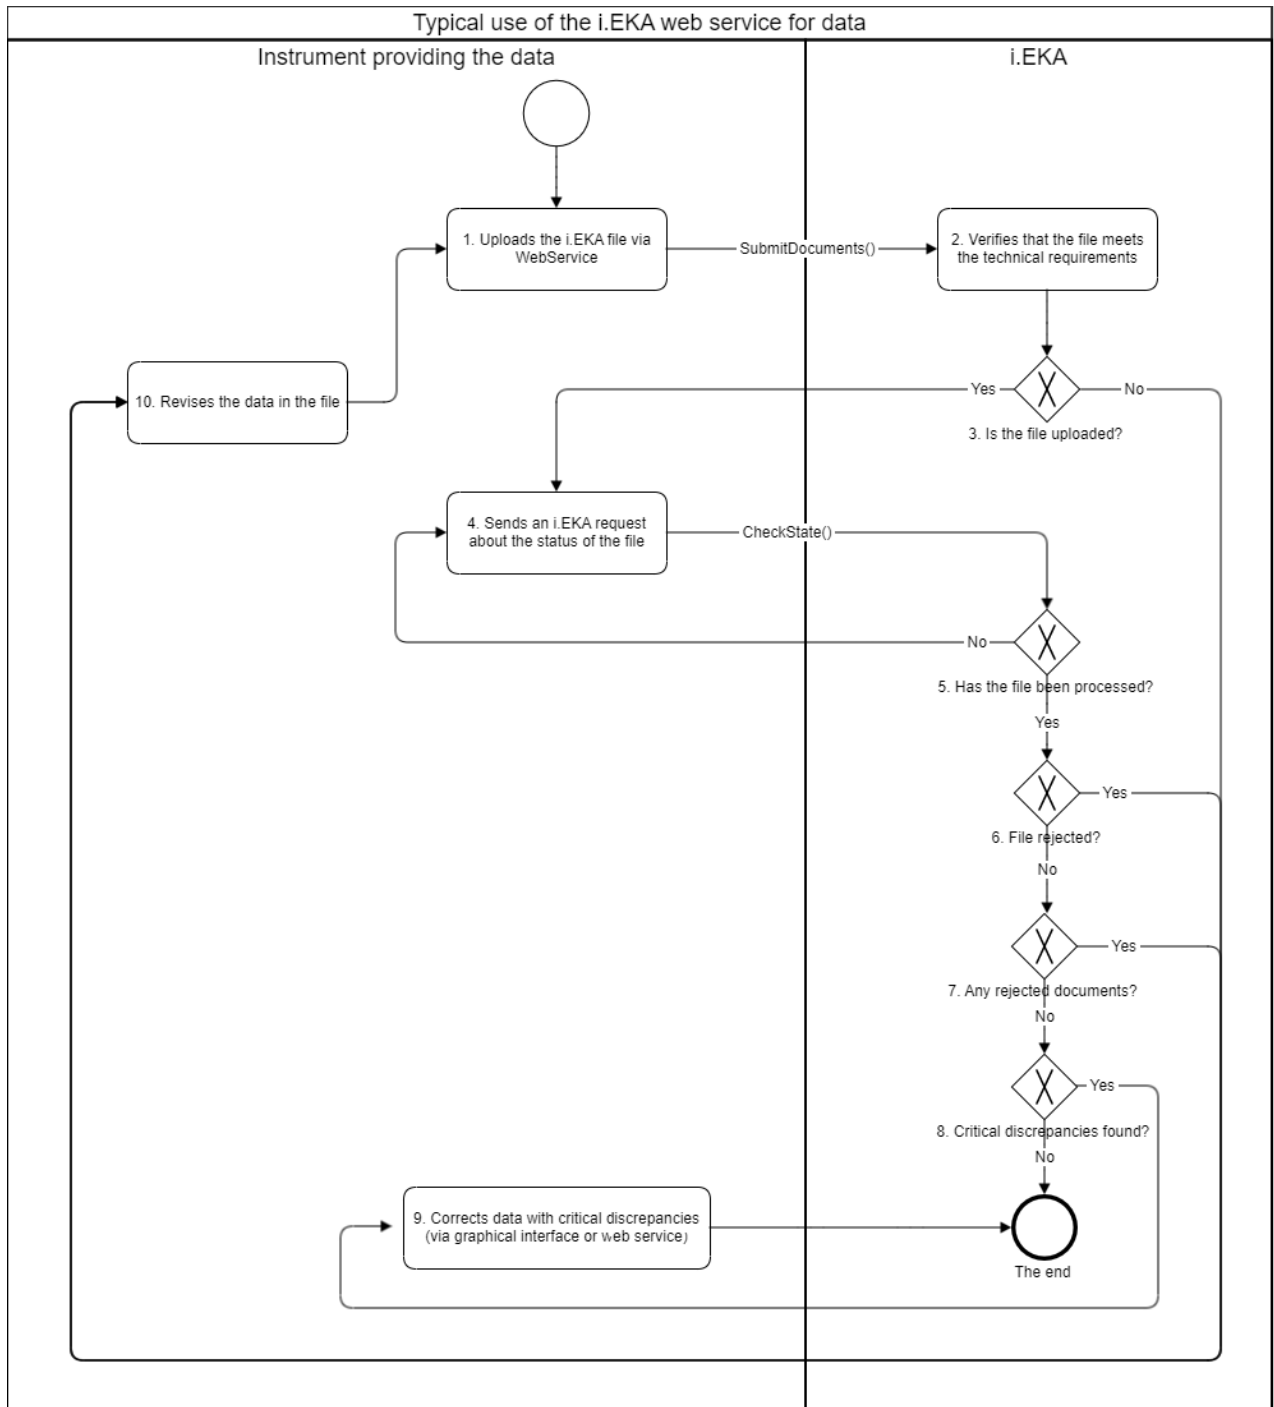 Typical use of the i.EKA web service for data
Instrument providing the data
i.EKA
1. Uploads the i.EKA file via
WebService
SubmitDocuments()
2. Verifies that the file meets
the technical requirements
10. Revises the data in the file
Yes
No
3. Is the file uploaded?
4. Sends an i.EKA request
about the status of the file
CheckState()
No
5. Has the file been processed?
Yes
Yes
6. File rejected?
No
Yes
7. Any rejected documents?
No
Yes
8. Critical discrepancies found?
No
9. Corrects data with critical discrepancies
(via graphical interface or web service)
The end